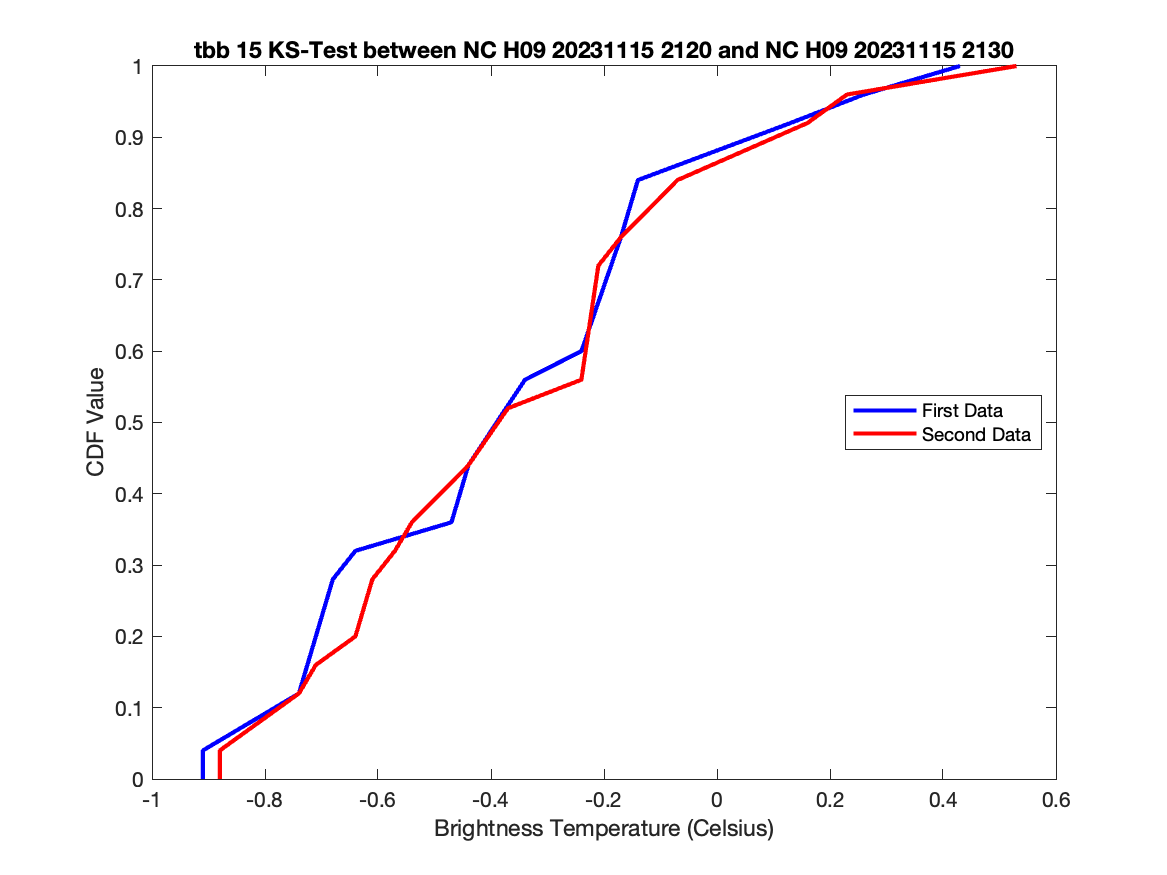 tbb 15 KS-Test between NC H09 20231115 2120 and NC H09 20231115 2130
1
0.9
0.8
0.7
0.6
0.5
0.4
0.3
0.2
0.1
0
CDF Value
First Data
Second Data
-1 -0.8 -0.6 -0.4 -0.2 0 0.2 0.4 0.6
Brightness Temperature (Celsius)